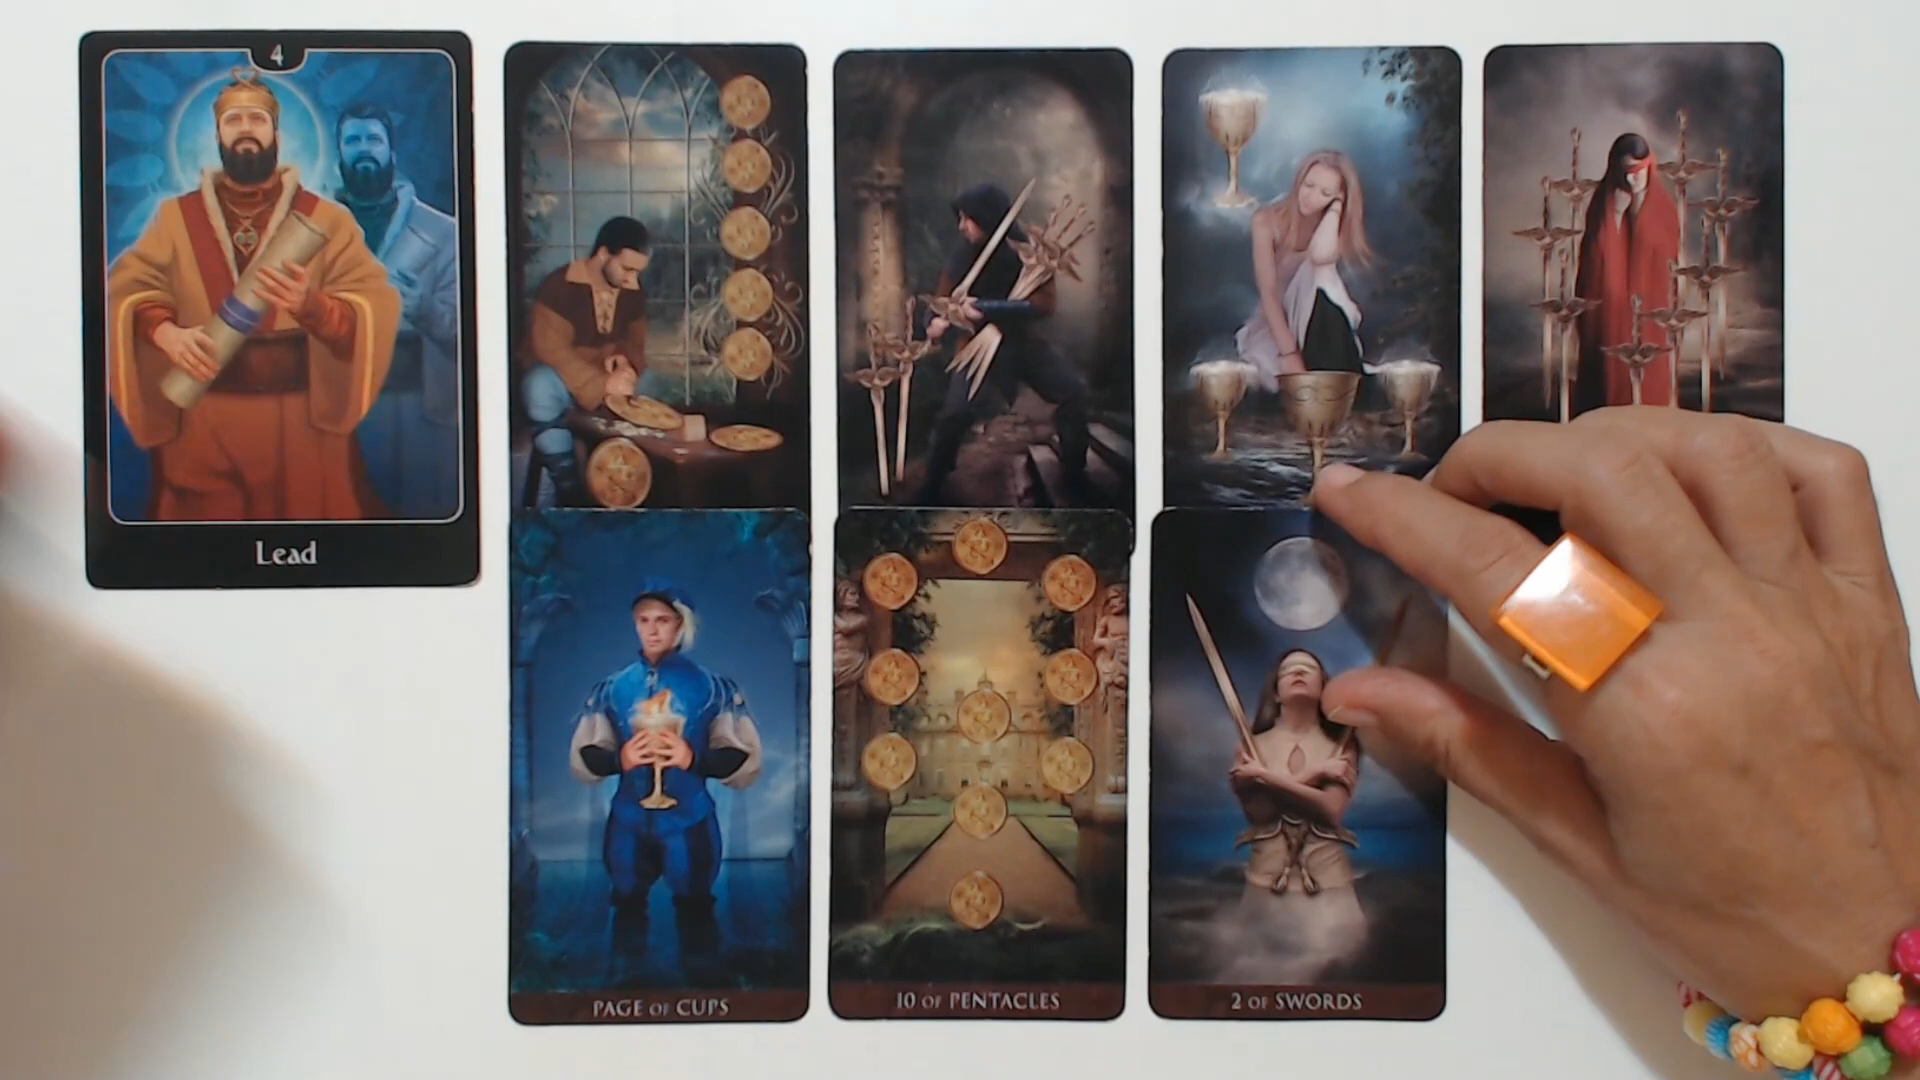 4
Lead
PAGE OF CUPS
10 OF PENTACLES
2 OF SWORDS